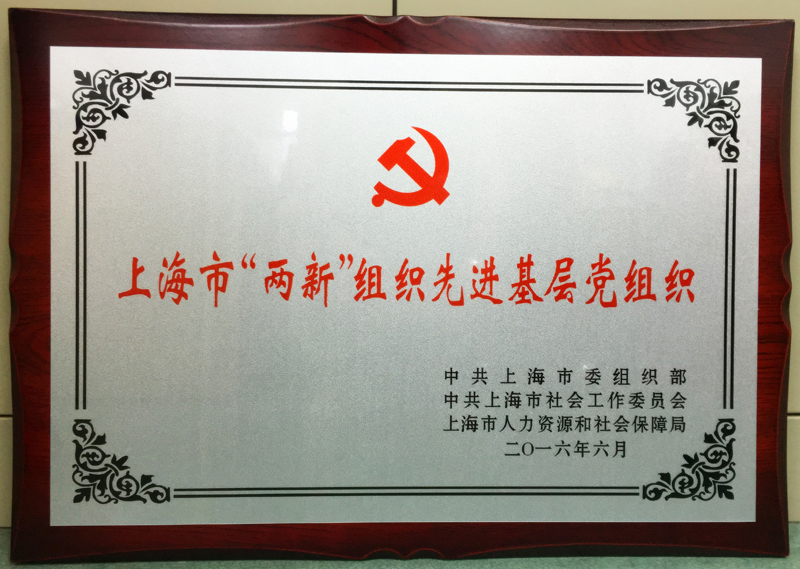 上海市“两新”组织先进基层党组织
中共上海市委组织部
中共上海市社会工作委员会
上海市人力资源和社会保障局
二〇一六年六月